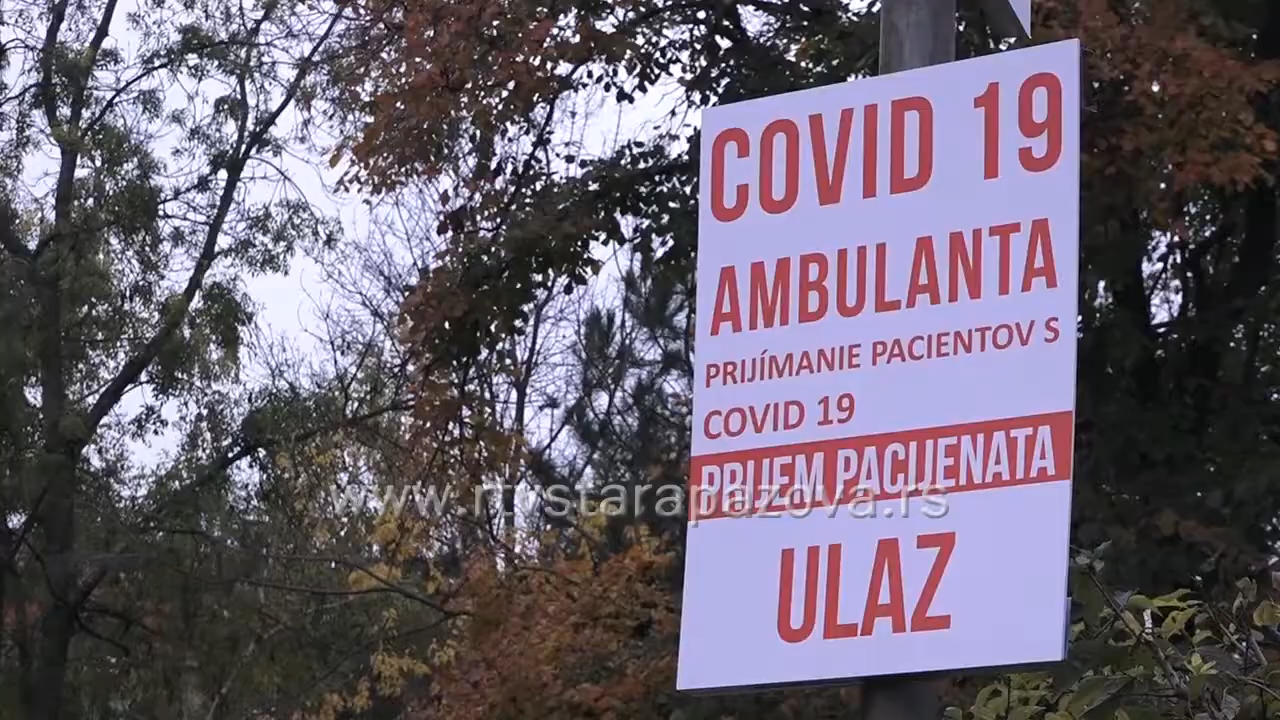 COVID 19
AMBULANTA
PRIJÍMANIE PACIENTOV S
COVID 19
PRIJEM PACIJENATA
www.rtvstarapazova.rs
ULAZ